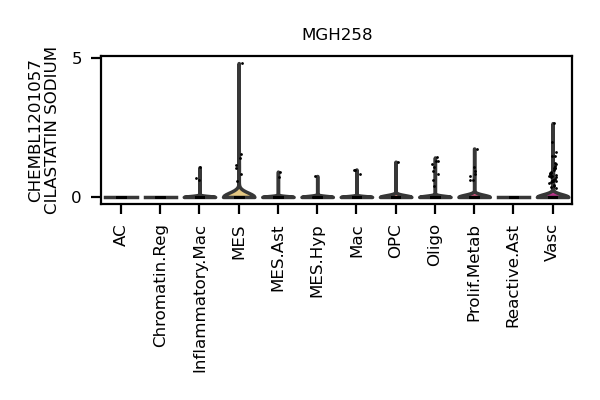 MGH258
CHEMBL1201057
CILASTATIN SODIUM
5
0
AC
Chromatin.Reg
Inflammatory.Mac
MES
MES.Ast
MES.Hyp
Mac
OPC
Oligo
Prolif.Metab
Reactive.Ast
Vasc